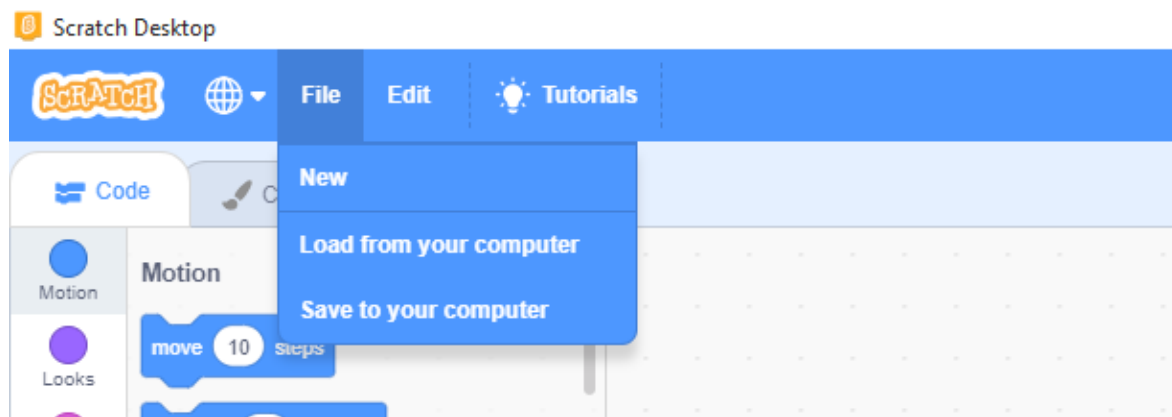 Scratch Desktop
SCRATCH File Edit Tutorials
New
Load from your computer
Save to your computer
Code C
Motion
Looks
Motion
move 10 steps